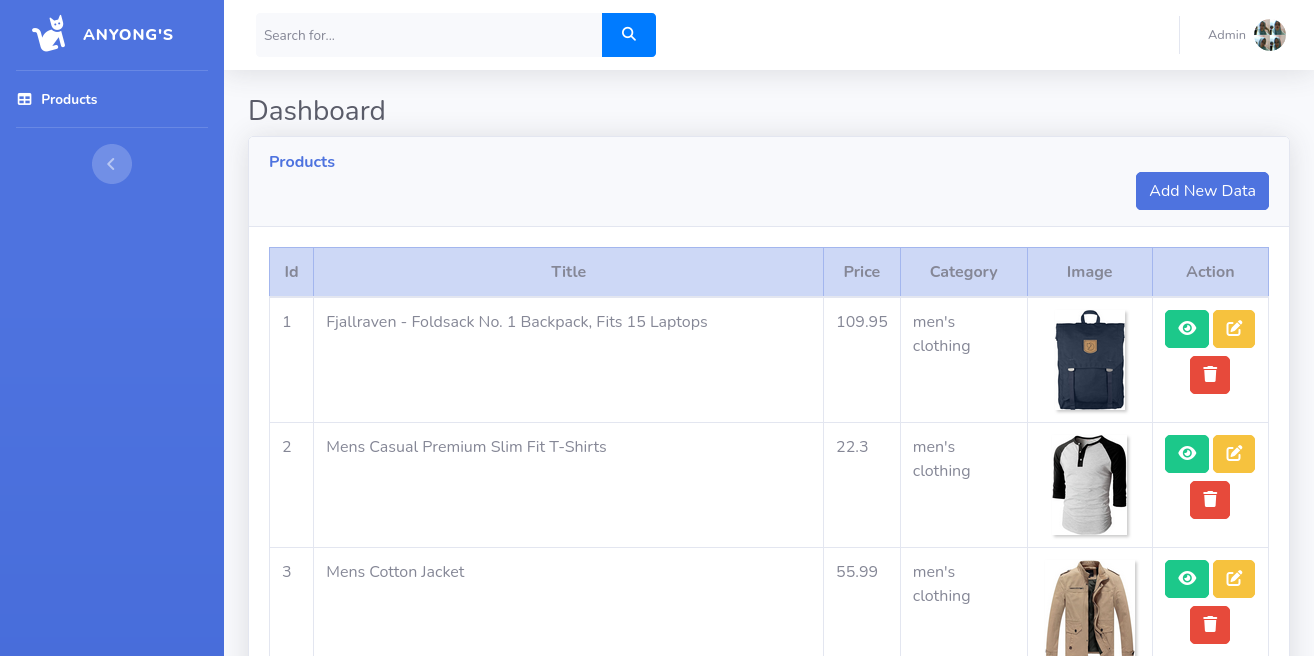 ANYONG'S
Search for...
Admin
Products
Dashboard
Products
Add New Data
Id Title Price Category Image Action
1 Fjallraven - Foldsack No. 1 Backpack, Fits 15 Laptops 109.95 men's
clothing
2 Mens Casual Premium Slim Fit T-Shirts 22.3 men's
clothing
3 Mens Cotton Jacket 55.99 men's
clothing